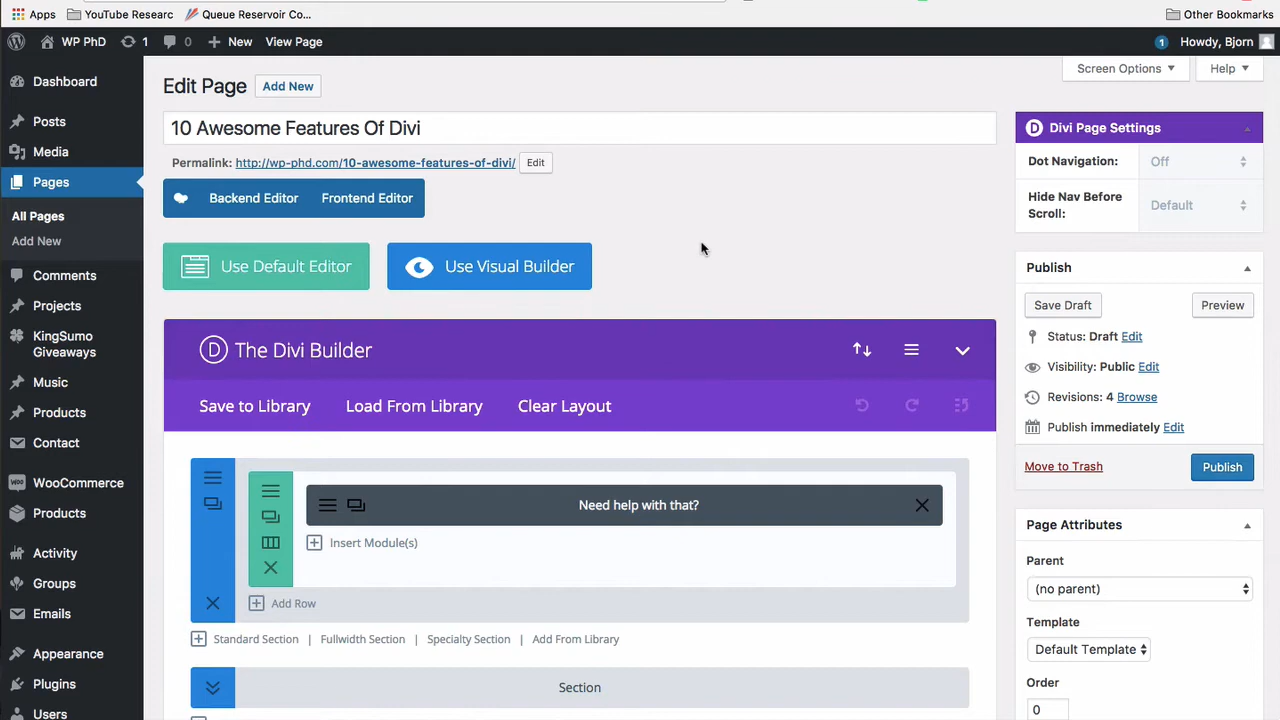 Apps YouTube Researc Queue Reservoir Co... Other Bookmarks
WP PhD 1 0 New View Page 1 Howdy, Bjorn
Dashboard
Posts
Media
Pages
All Pages
Add New
Comments
Projects
KingSumo
Giveaways
Music
Products
Contact
WooCommerce
Products
Activity
Groups
Emails
Appearance
Plugins
Users
Screen Options Help
Edit Page Add New
10 Awesome Features Of Divi
Permalink: http://wp-phd.com/10-awesome-features-of-divi/ Edit
Backend Editor Frontend Editor
Use Default Editor Use Visual Builder
D The Divi Builder
Save to Library Load From Library Clear Layout
Need help with that?
Insert Module(s)
Add Row
Standard Section | Fullwidth Section | Specialty Section | Add From Library
Section
D Divi Page Settings
Dot Navigation: Off
Hide Nav Before
Scroll:
Default
Publish
Save Draft Preview
Status: Draft Edit
Visibility: Public Edit
Revisions: 4 Browse
Publish immediately Edit
Move to Trash Publish
Page Attributes
Parent
(no parent)
Template
Default Template
Order
0